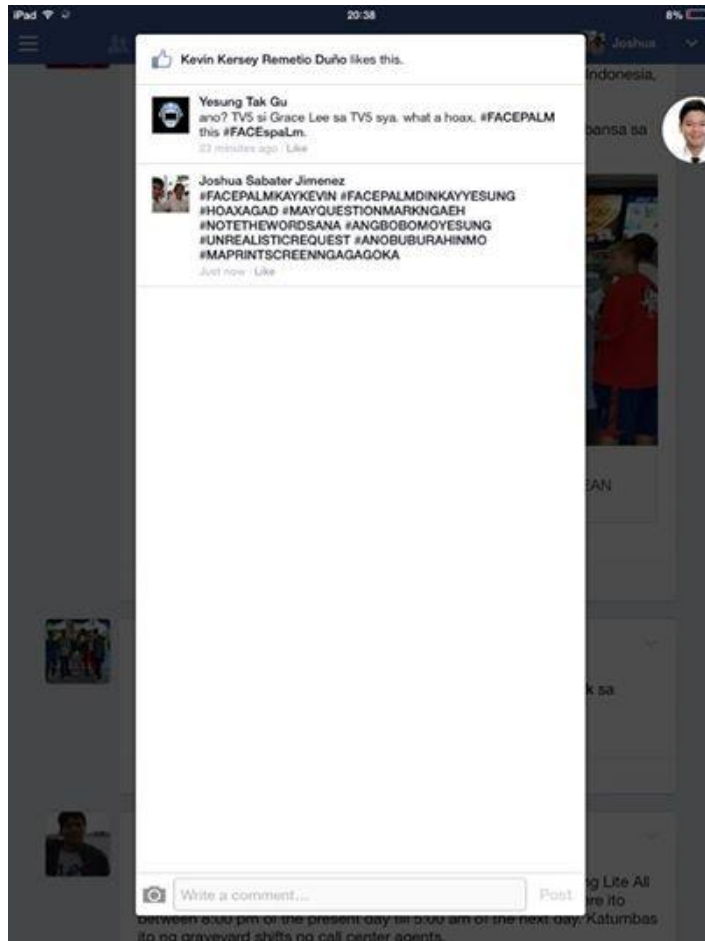 iPad
20:38
8%
Joshua
Kevin Kersey Remetio Duño likes this.
Indonesia,
bansa sa
Yesung Tak Gu
ano? TV5 si Grace Lee sa TV5 sya. what a hoax. #FACEPALM
this #FACEspaLm.
23 minutes ago · Like
Joshua Sabater Jimenez
#FACEPALMKAYKEVIN #FACEPALMDINKAYYESUNG
#HOAXAGAD #MAYQUESTIONMARKNGAEH
#NOTETHEWORDSANA #ANGBOBOMOYESUNG
#UNREALISTICREQUEST #ANOBUBURAHINMO
#MAPRINTSCREENNGAGAGOKA
Just now · Like
EAN
k sa
Write a comment...
Post
ng Lite All
re ito
between 8:00 pm of the present day till 5:00 am of the next day. Katumbas
ito ng graveyard shifts ng call center agents.